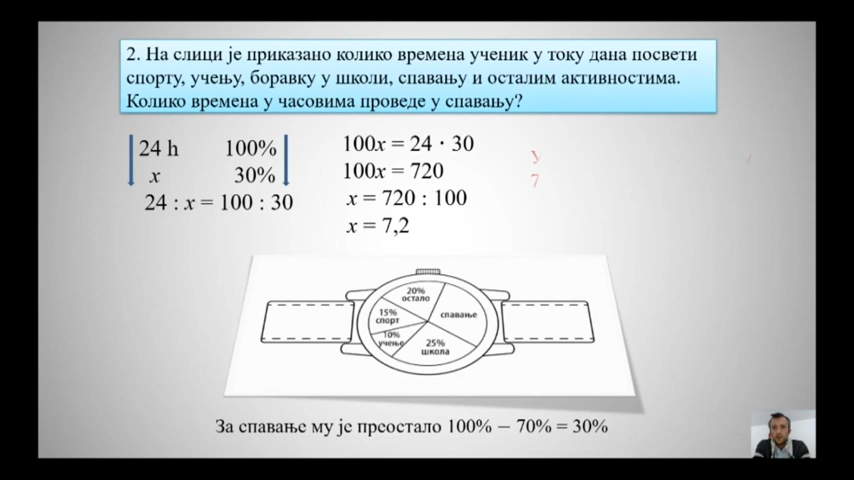 2. На слици је приказано колико времена ученик у току дана посвети
спорту, учењу, боравку у школи, спавању и осталим активностима.
Колико времена у часовима проведе у спавању?
24 h 100%
x 30%
24 : x = 100 : 30
100x = 24 · 30
100x = 720
x = 720 : 100
x = 7,2
У
7
20%
остало
15%
спорт
спавање
10%
учење
25%
школа
За спавање му је преостало 100% − 70% = 30%